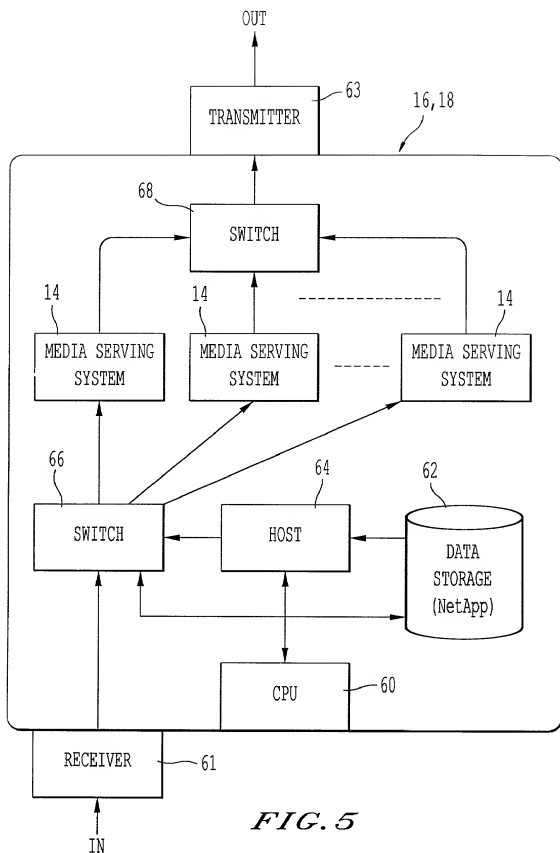 OUT
63
TRANSMITTER
16,18
68
SWITCH
14
14
14
MEDIA SERVING
SYSTEM
MEDIA SERVING
SYSTEM
MEDIA SERVING
SYSTEM
66
64
62
SWITCH
HOST
DATA
STORAGE
(NetApp)
CPU
60
RECEIVER
61
IN
FIG. 5